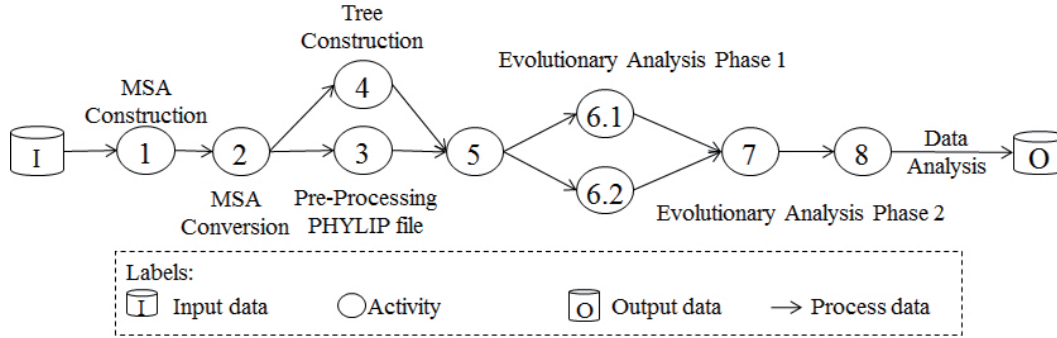 Tree
Construction
Evolutionary Analysis Phase 1
MSA
Construction
4
6.1
I
1
2
3
5
7
8
Data
Analysis
O
6.2
MSA
Conversion
Pre-Processing
PHYLIP file
Evolutionary Analysis Phase 2
Labels:
I Input data
Activity
O Output data
Process data